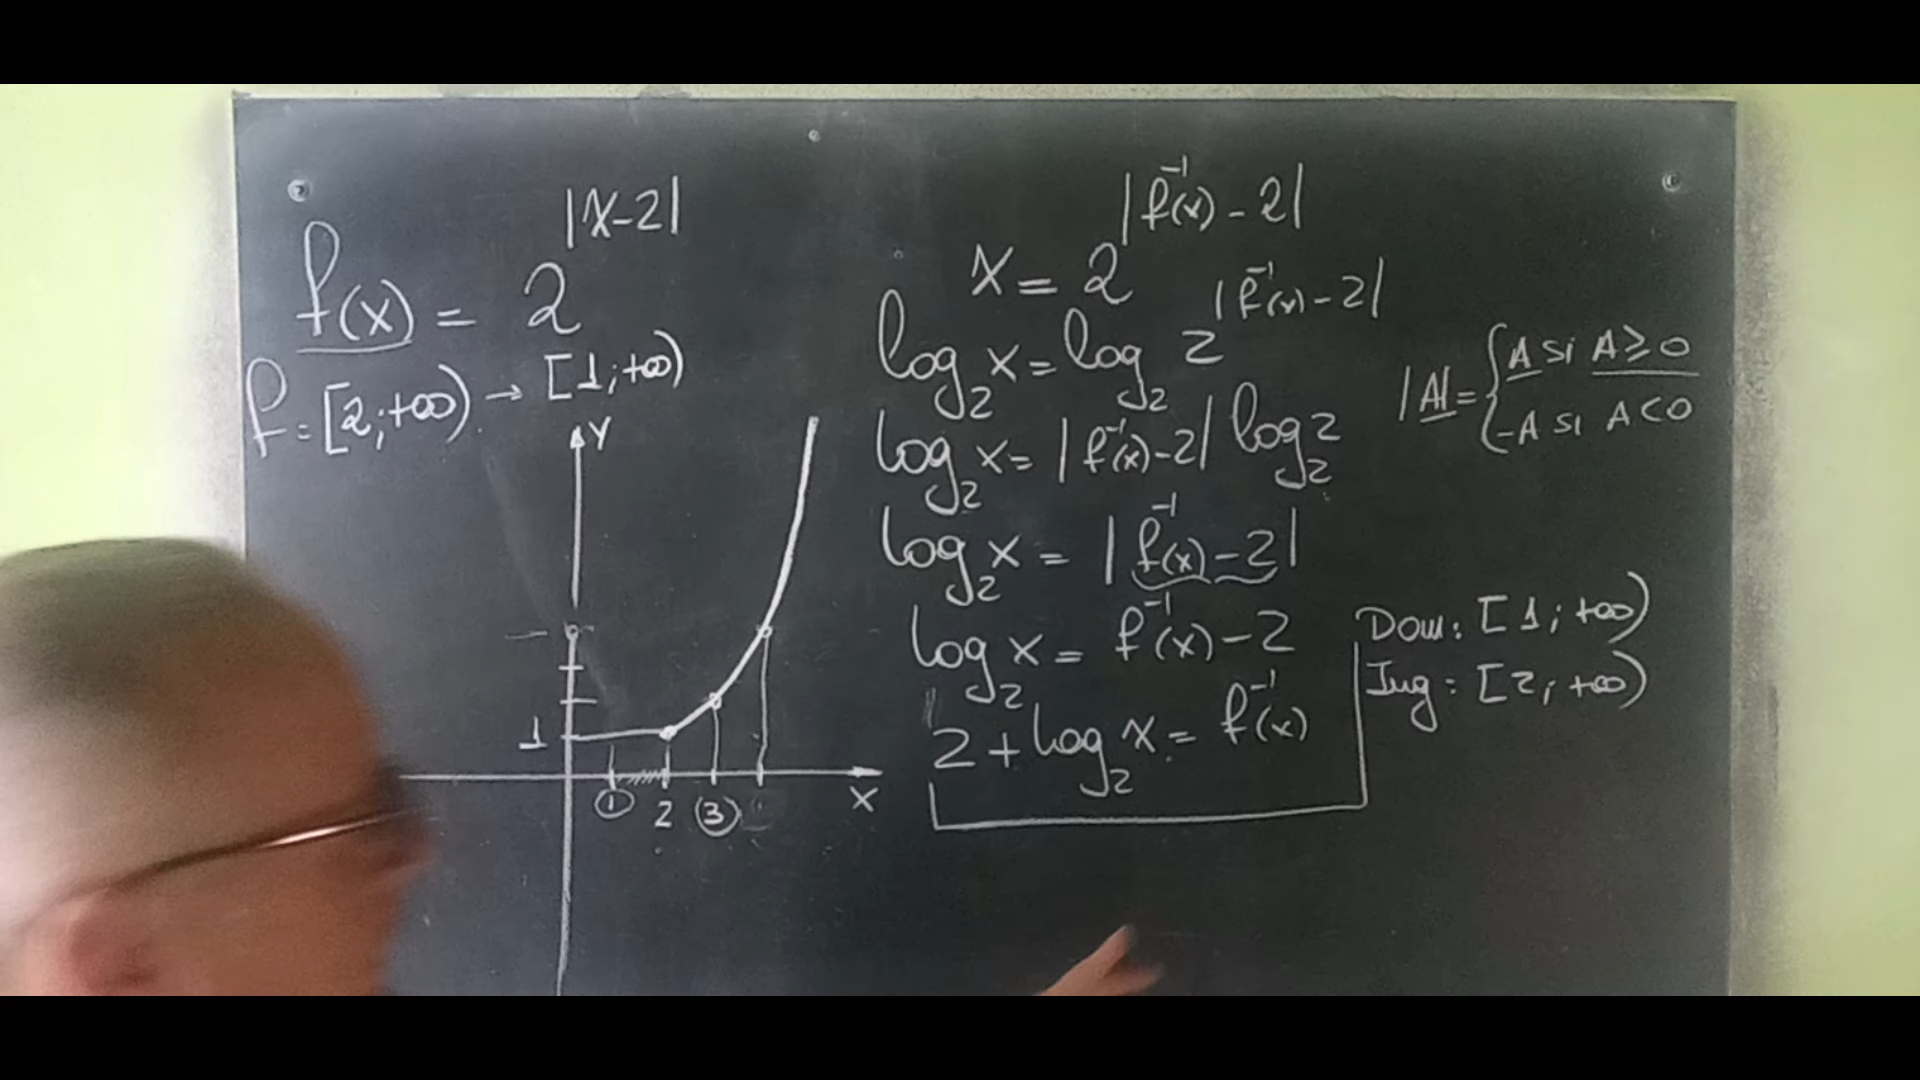 f(x) = 2^|x-2|
f = [2; +∞) → [1; +∞)
Y
1
① 2 ③
X
x = 2^|f⁻¹(x) - 2|
log₂ x = log₂ 2^|f⁻¹(x) - 2|
log₂ x = |f⁻¹(x) - 2| log₂ 2
log₂ x = |f⁻¹(x) - 2|
log₂ x = f⁻¹(x) - 2
2 + log₂ x = f⁻¹(x)
|A| = { A si A ≥ 0
-A si A < 0
Dom: [1; +∞)
Img: [2; +∞)